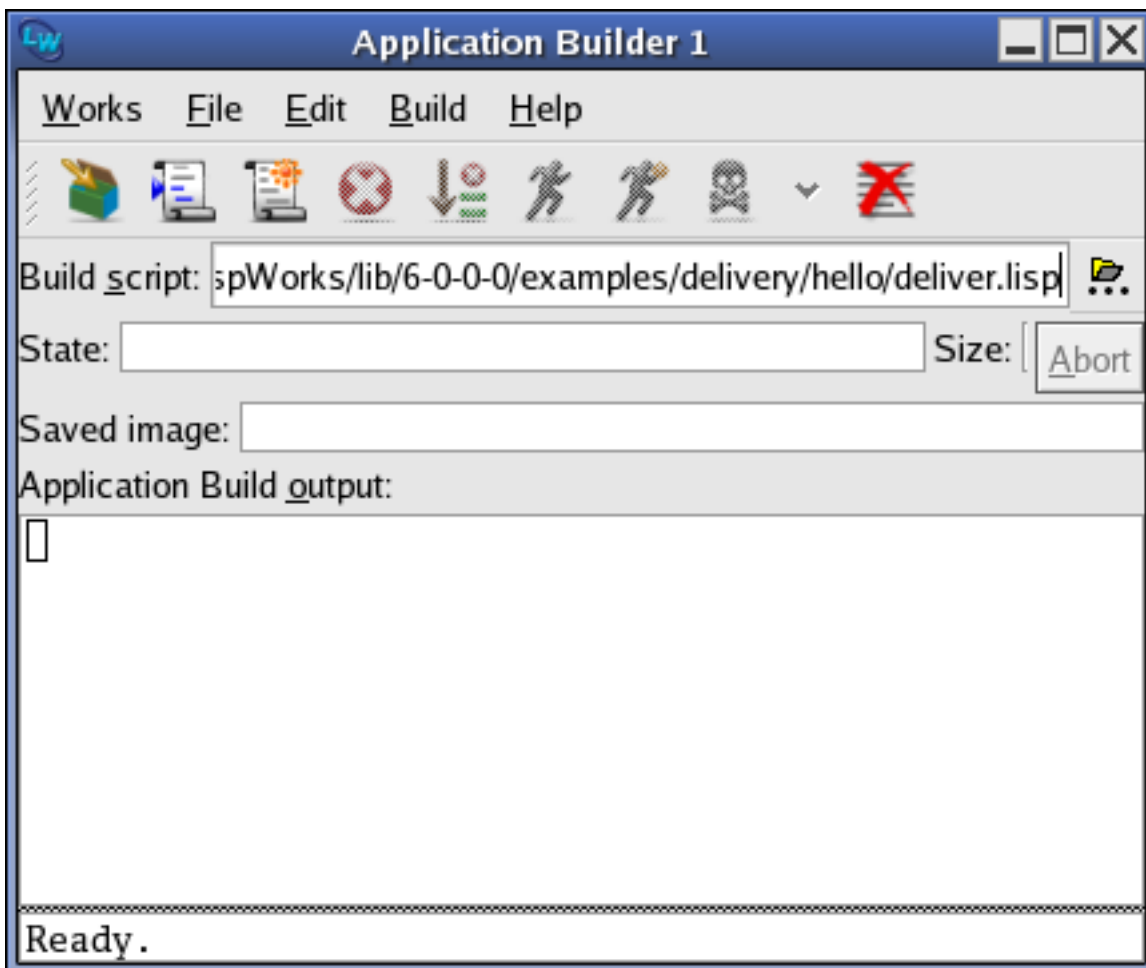 LW Application Builder 1
Works File Edit Build Help
Build script: spWorks/lib/6-0-0-0/examples/delivery/hello/deliver.lisp
State: Size: Abort
Saved image:
Application Build output:
Ready.